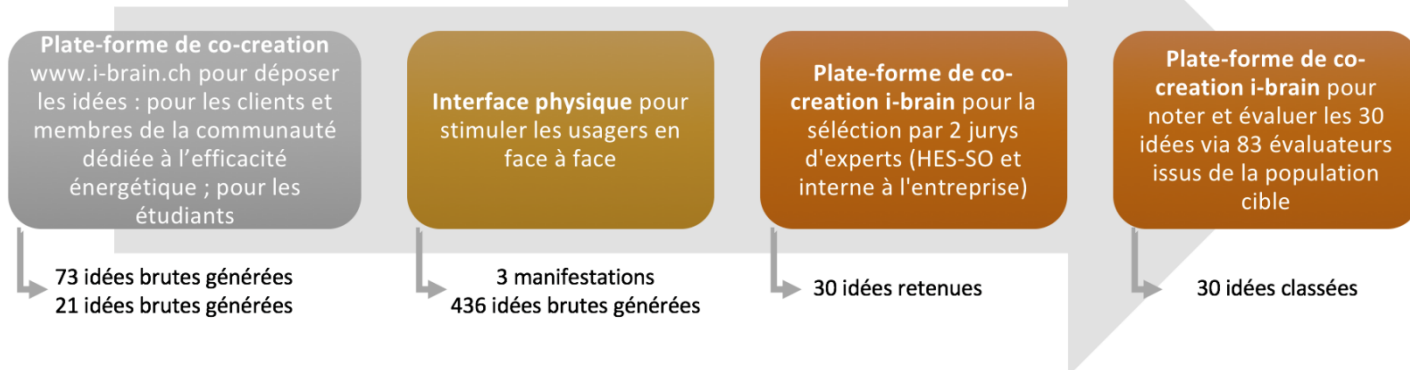 Plate-forme de co-creation
www.i-brain.ch pour déposer
les idées : pour les clients et
membres de la communauté
dédiée à l'efficacité
énergétique ; pour les
étudiants
73 idées brutes générées
21 idées brutes générées
Interface physique pour
stimuler les usagers en
face à face
3 manifestations
436 idées brutes générées
Plate-forme de co-
creation i-brain pour la
séléction par 2 jurys
d'experts (HES-SO et
interne à l'entreprise)
30 idées retenues
Plate-forme de co-
creation i-brain pour
noter et évaluer les 30
idées via 83 évaluateurs
issus de la population
cible
30 idées classées